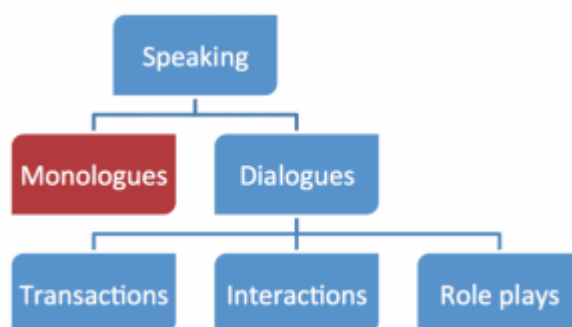 Speaking
Monologues
Dialogues
Transactions
Interactions
Role plays